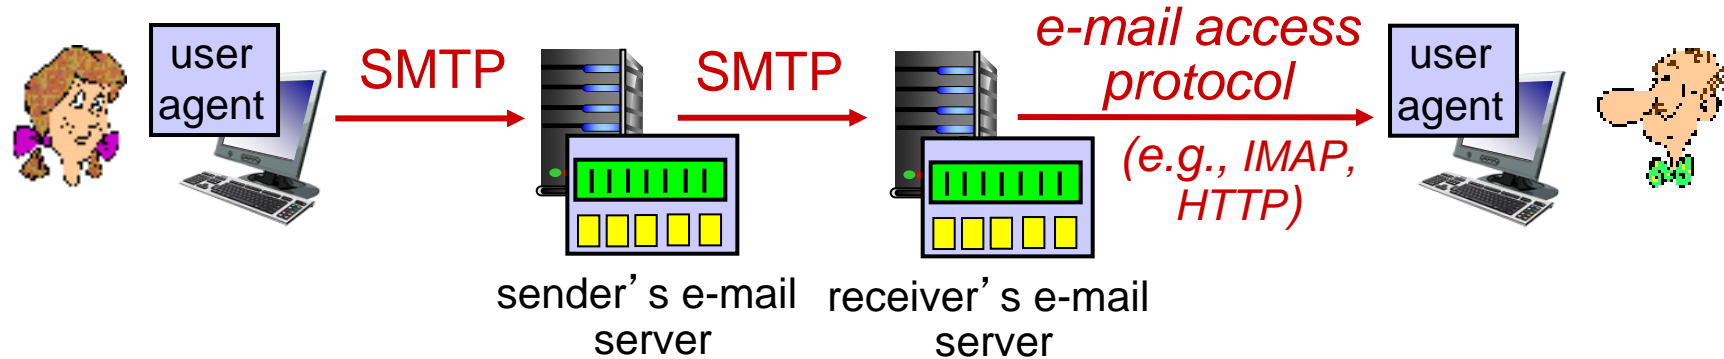 user
agent
SMTP
SMTP
e-mail access
protocol
(e.g., IMAP,
HTTP)
user
agent
sender’s e-mail
server
receiver’s e-mail
server